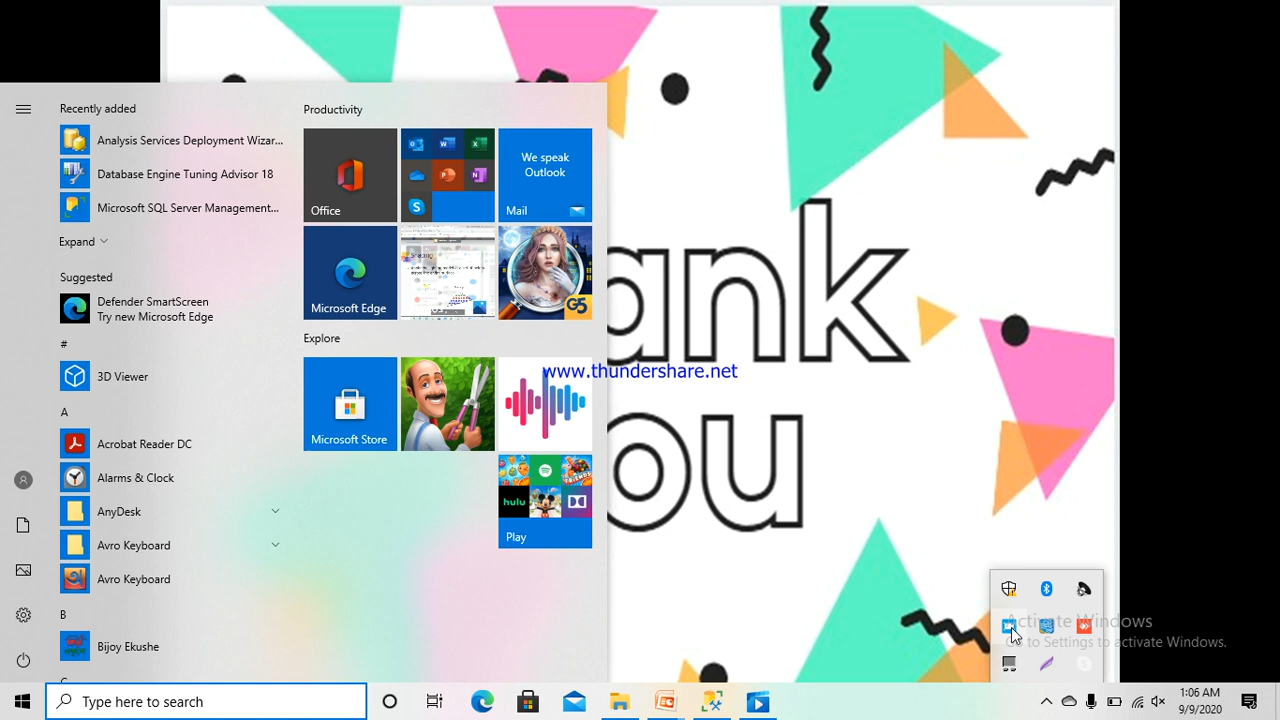 Recently added
Analysis Services Deployment Wizar...
Database Engine Tuning Advisor 18
Microsoft SQL Server Management...
Expand
Suggested
Defender SmartScreen
Try new Microsoft Edge
#
3D Viewer
A
Acrobat Reader DC
Alarms & Clock
AnyDesk
Avro Keyboard
Avro Keyboard
B
Bijoy Ekushe
Productivity
Office
We speak
Outlook
Mail
Microsoft Edge
G5
Explore
Microsoft Store
hulu
Play
ank
ou
www.thundershare.net
Activate Windows
Go to Settings to activate Windows.
Type here to search
1:06 AM
9/9/2020